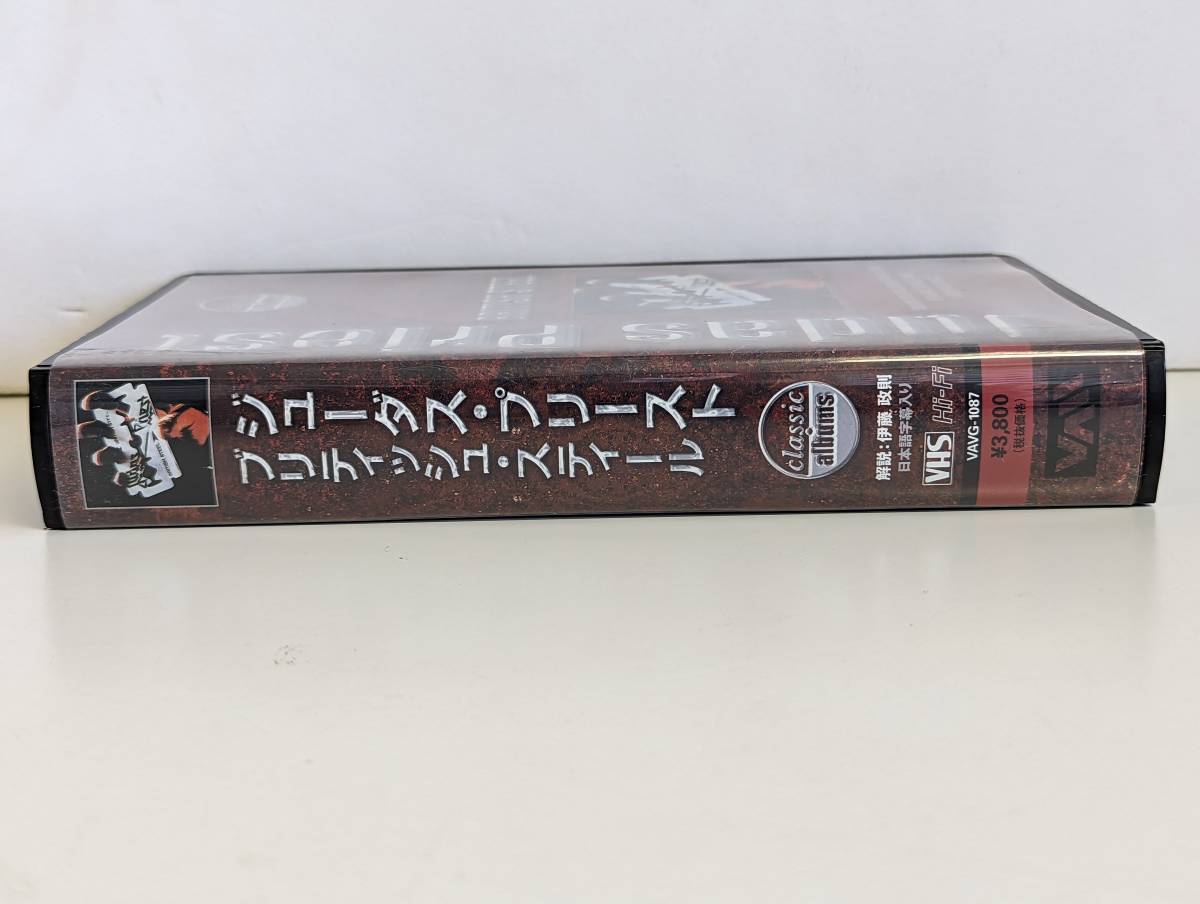 Judas Priest
ジューダス・プリースト
ブリティッシュ・スティール
classic
albums
解説：伊藤 政則
日本語字幕入り
VHS Hi-Fi
VAVG-1087
¥3,800
(税抜価格)
VAP